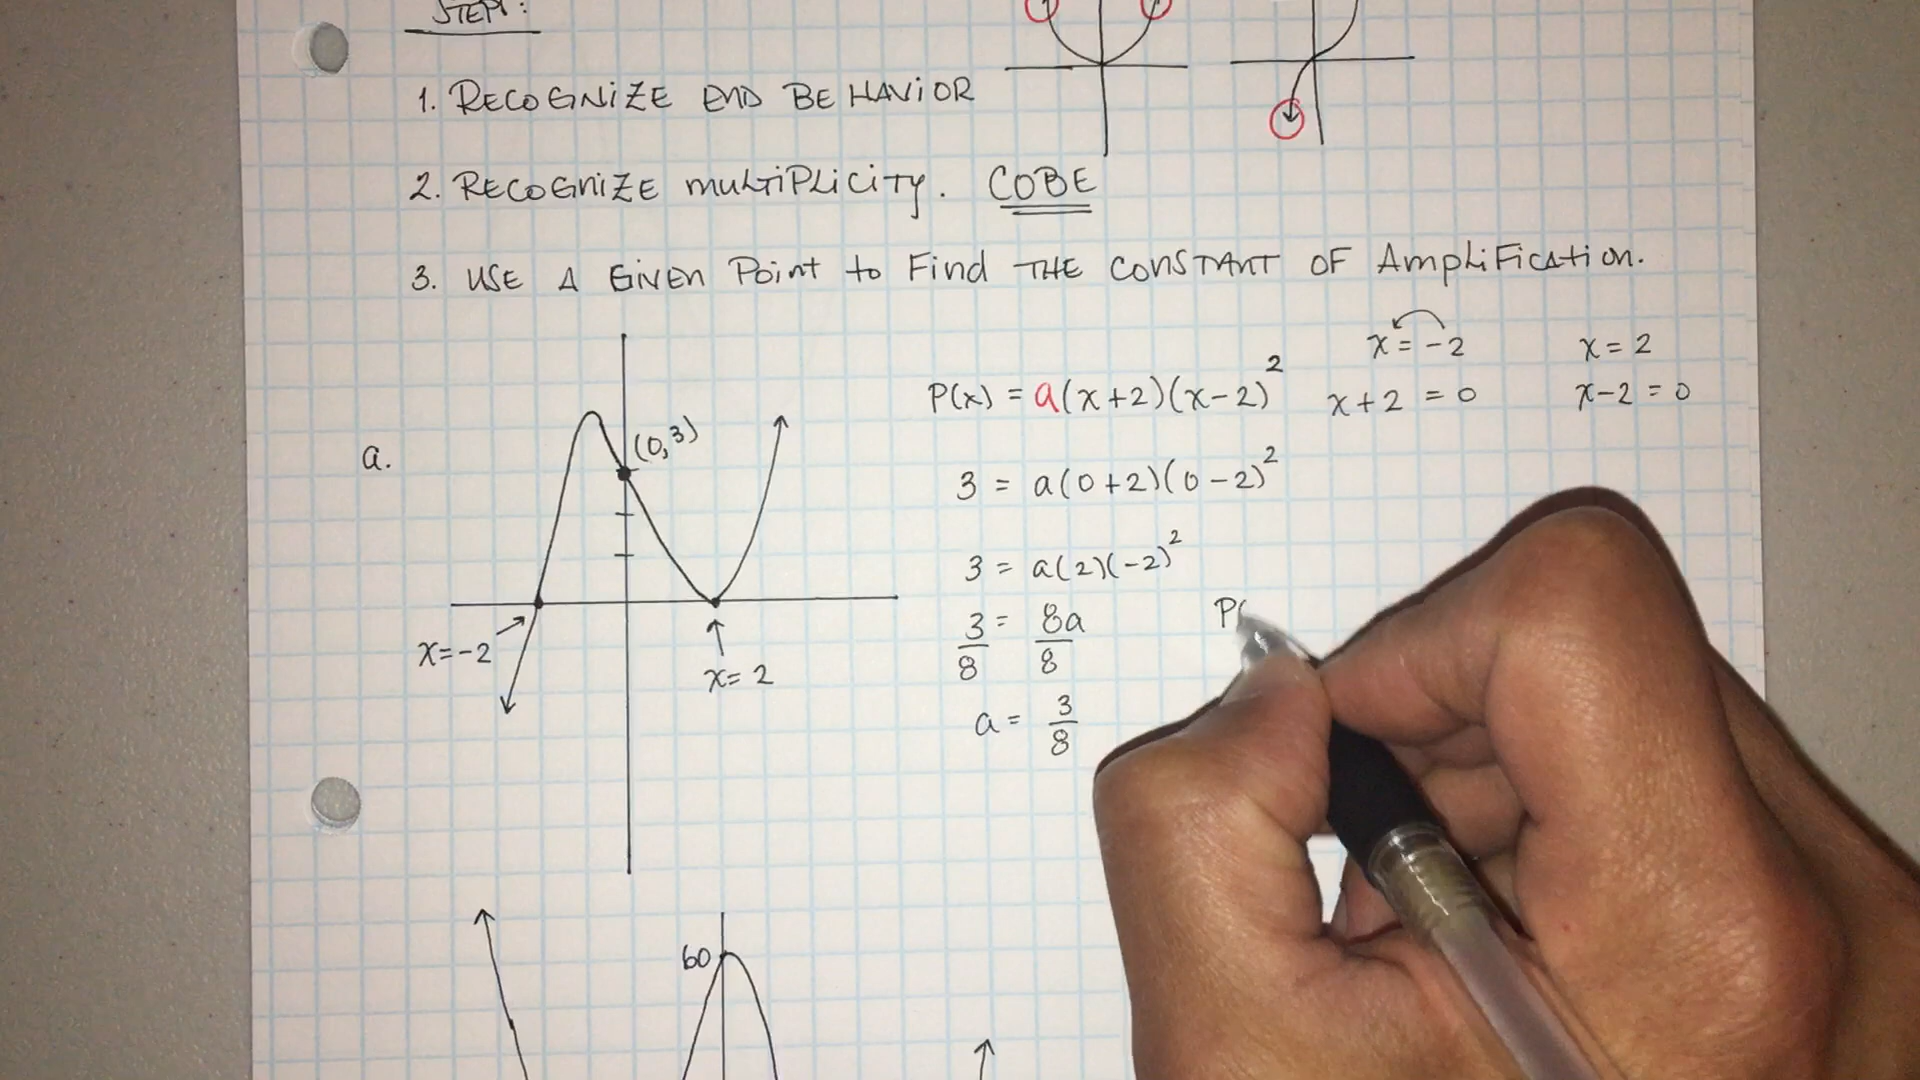 STEP:
1. RECOGNIZE END BEHAVIOR
2. RECOGNIZE MULTIPLICITY. COBE
3. USE A GIVEN POINT TO FIND THE CONSTANT OF AMPLIFICATION.
a.
(0,3)
x=-2
x=2
P(x) = a(x+2)(x-2)²
3 = a(0+2)(0-2)²
3 = a(2)(-2)²
3/8 = 8a/8
a = 3/8
x=-2
x+2=0
x=2
x-2=0
P(
60